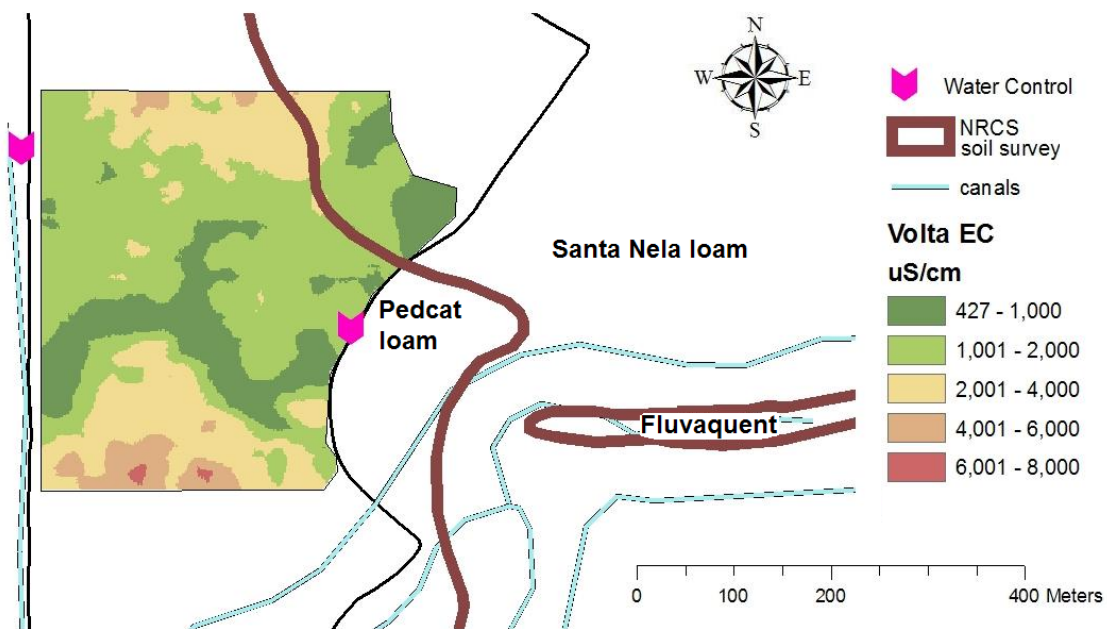 N
W E
S
Water Control
NRCS
soil survey
canals
Santa Nela loam
Pedcat
loam
Volta EC
uS/cm
427 - 1,000
1,001 - 2,000
2,001 - 4,000
4,001 - 6,000
6,001 - 8,000
Fluvaquent
0 100 200 400 Meters